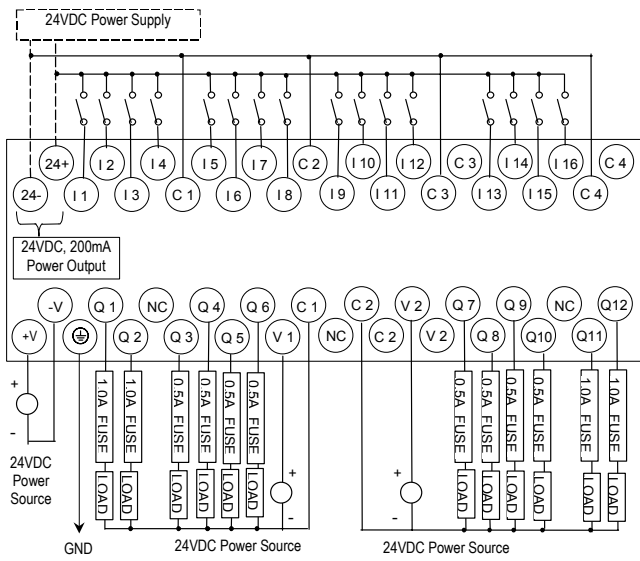 24VDC Power Supply
24+ I 2 I 4 I 5 I 7 C 2 I 10 I 12 C 3 I 14 I 16 C 4
24- I 1 I 3 C 1 I 6 I 8 I 9 I 11 C 3 I 13 I 15 C 4
24VDC, 200mA
Power Output
-V Q 1 NC Q 4 Q 6 C 1 C 2 V 2 Q 7 Q 9 NC Q12
+V Q 2 Q 3 Q 5 V 1 NC C 2 V 2 Q 8 Q10 Q11
1.0A FUSE
1.0A FUSE
0.5A FUSE
0.5A FUSE
0.5A FUSE
0.5A FUSE
0.5A FUSE
0.5A FUSE
0.5A FUSE
0.5A FUSE
1.0A FUSE
1.0A FUSE
LOAD
LOAD
LOAD
LOAD
LOAD
LOAD
LOAD
LOAD
LOAD
LOAD
LOAD
LOAD
+
-
+
-
+
-
24VDC
Power
Source
GND
24VDC Power Source
24VDC Power Source